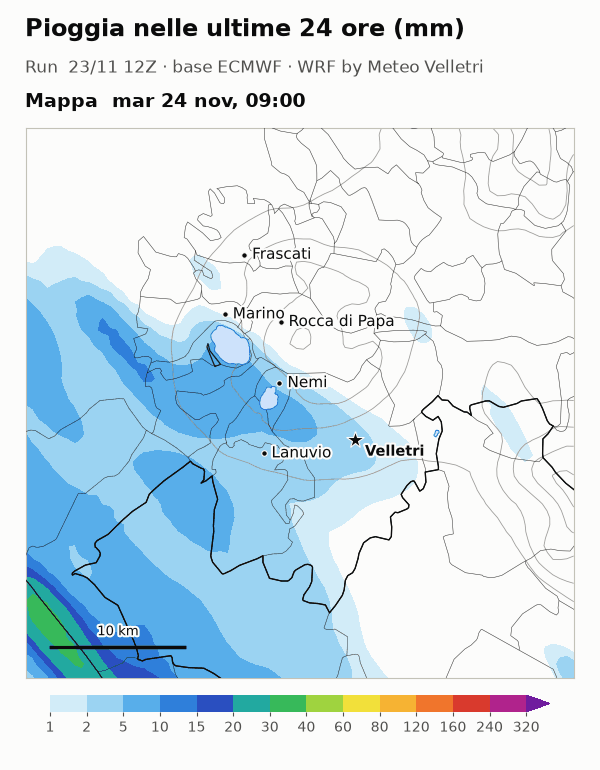 Pioggia nelle ultime 24 ore (mm)
Run  23/11 12Z · base ECMWF · WRF by Meteo Velletri
Mappa  mar 24 nov, 09:00
Frascati
Marino
Rocca di Papa
Nemi
Velletri
Lanuvio
10 km
1 2 5 10 15 20 30 40 60 80 120 160 240 320